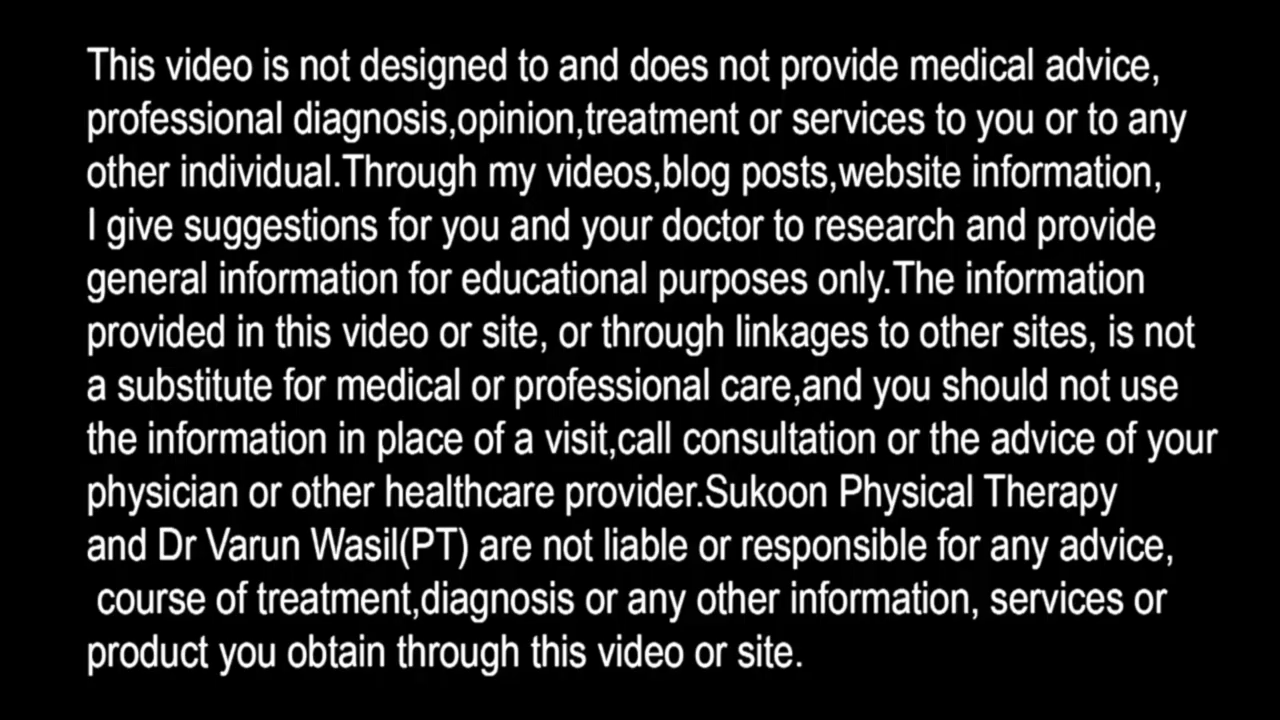 This video is not designed to and does not provide medical advice,
professional diagnosis,opinion,treatment or services to you or to any
other individual.Through my videos,blog posts,website information,
I give suggestions for you and your doctor to research and provide
general information for educational purposes only.The information
provided in this video or site, or through linkages to other sites, is not
a substitute for medical or professional care,and you should not use
the information in place of a visit,call consultation or the advice of your
physician or other healthcare provider.Sukoon Physical Therapy
and Dr Varun Wasil(PT) are not liable or responsible for any advice,
course of treatment,diagnosis or any other information, services or
product you obtain through this video or site.